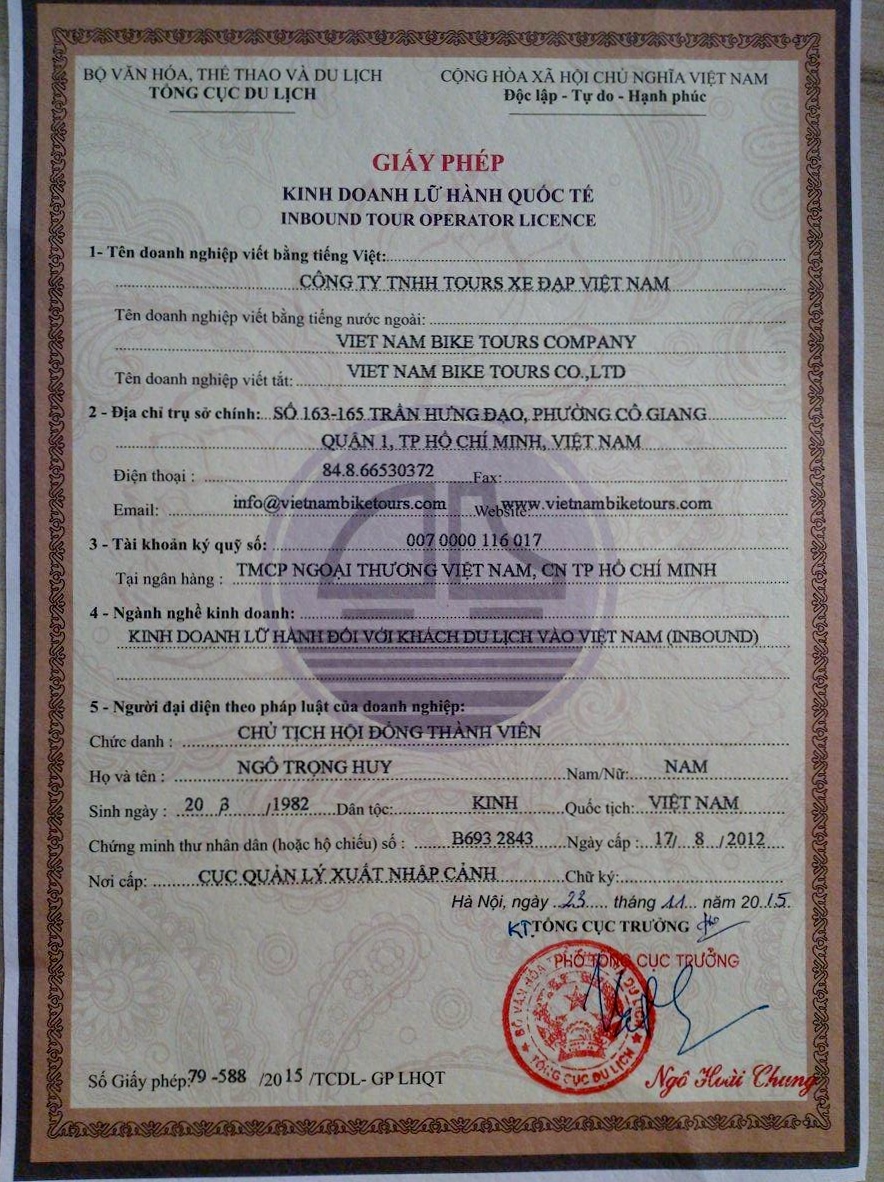 BỘ VĂN HÓA, THỂ THAO VÀ DU LỊCH
TỔNG CỤC DU LỊCH
CỘNG HÒA XÃ HỘI CHỦ NGHĨA VIỆT NAM
Độc lập - Tự do - Hạnh phúc
GIẤY PHÉP
KINH DOANH LỮ HÀNH QUỐC TẾ
INBOUND TOUR OPERATOR LICENCE
1- Tên doanh nghiệp viết bằng tiếng Việt:
CÔNG TY TNHH TOURS XE ĐẠP VIỆT NAM
Tên doanh nghiệp viết bằng tiếng nước ngoài:
VIET NAM BIKE TOURS COMPANY
Tên doanh nghiệp viết tắt: VIET NAM BIKE TOURS CO.,LTD
2 - Địa chỉ trụ sở chính: SỐ 163-165 TRẦN HƯNG ĐẠO, PHƯỜNG CÔ GIANG
QUẬN 1, TP HỒ CHÍ MINH, VIỆT NAM
Điện thoại : 84.8.66530372 Fax:
Email: info@vietnambiketours.com Website: www.vietnambiketours.com
3 - Tài khoản ký quỹ số: 007 0000 116 017
Tại ngân hàng : TMCP NGOẠI THƯƠNG VIỆT NAM, CN TP HỒ CHÍ MINH
4 - Ngành nghề kinh doanh:
KINH DOANH LỮ HÀNH ĐỐI VỚI KHÁCH DU LỊCH VÀO VIỆT NAM (INBOUND)
5 - Người đại diện theo pháp luật của doanh nghiệp:
Chức danh : CHỦ TỊCH HỘI ĐỒNG THÀNH VIÊN
Họ và tên : NGÔ TRỌNG HUY Nam/Nữ: NAM
Sinh ngày : 20 /3 /1982 Dân tộc: KINH Quốc tịch: VIỆT NAM
Chứng minh thư nhân dân (hoặc hộ chiếu) số : B693 2843 Ngày cấp : 17/ 8 /2012
Nơi cấp: CỤC QUẢN LÝ XUẤT NHẬP CẢNH Chữ ký:
Hà Nội, ngày 23 tháng 11 năm 2015.
KT.TỔNG CỤC TRƯỞNG
PHÓ TỔNG CỤC TRƯỞNG
BỘ VĂN HÓA THỂ THAO VÀ DU LỊCH
TỔNG CỤC DU LỊCH
Ngô Hoài Chung
Số Giấy phép:79 -588 /2015 /TCDL- GP LHQT